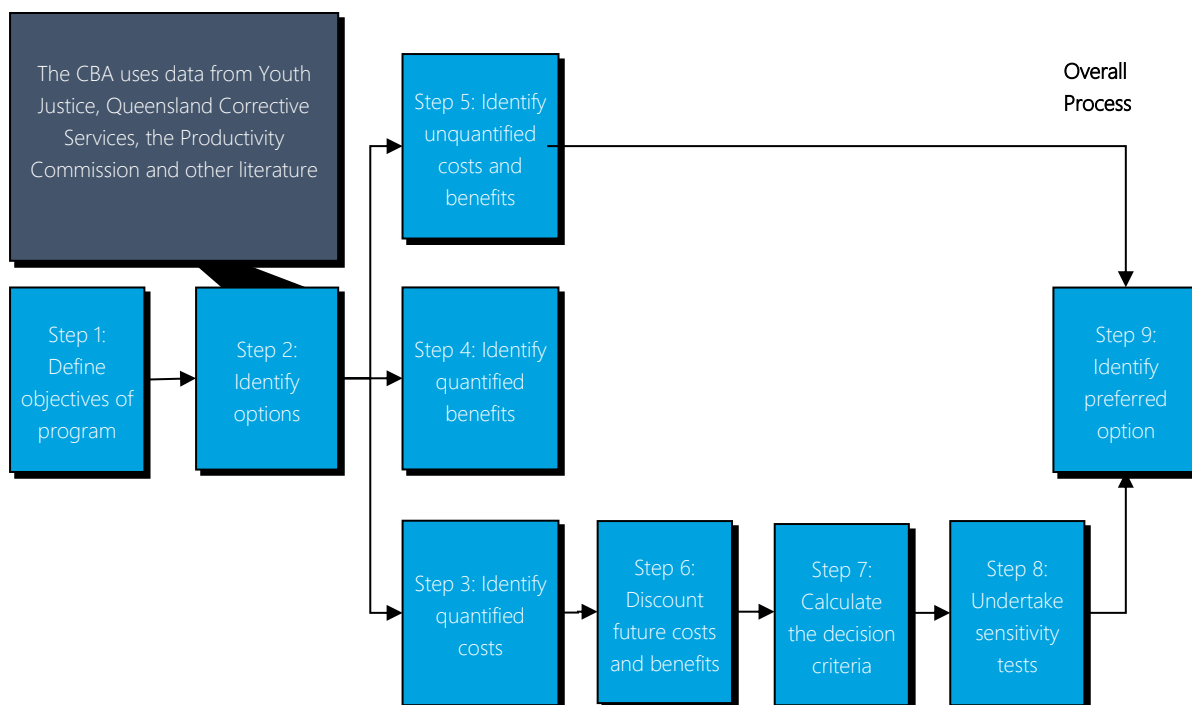 The CBA uses data from Youth
Justice, Queensland Corrective
Services, the Productivity
Commission and other literature
Step 5: Identify
unquantified
costs and
benefits
Overall
Process
Step 1:
Define
objectives of
program
Step 2:
Identify
options
Step 4: Identify
quantified
benefits
Step 9:
Identify
preferred
option
Step 3: Identify
quantified
costs
Step 6:
Discount
future costs
and benefits
Step 7:
Calculate
the decision
criteria
Step 8:
Undertake
sensitivity
tests